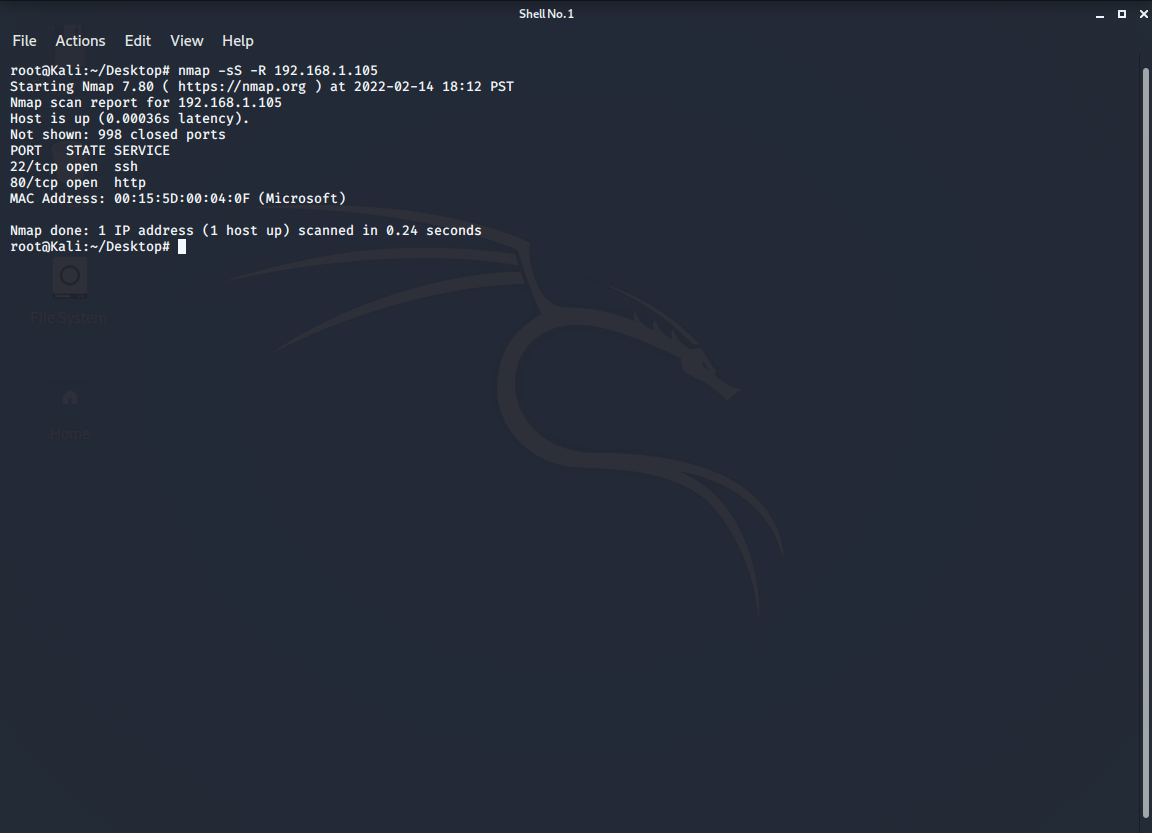 Shell No. 1
File Actions Edit View Help
root@Kali:~/Desktop# nmap -sS -R 192.168.1.105
Starting Nmap 7.80 ( https://nmap.org ) at 2022-02-14 18:12 PST
Nmap scan report for 192.168.1.105
Host is up (0.00036s latency).
Not shown: 998 closed ports
PORT   STATE SERVICE
22/tcp open  ssh
80/tcp open  http
MAC Address: 00:15:5D:00:04:0F (Microsoft)
Nmap done: 1 IP address (1 host up) scanned in 0.24 seconds
root@Kali:~/Desktop#
File System
Home